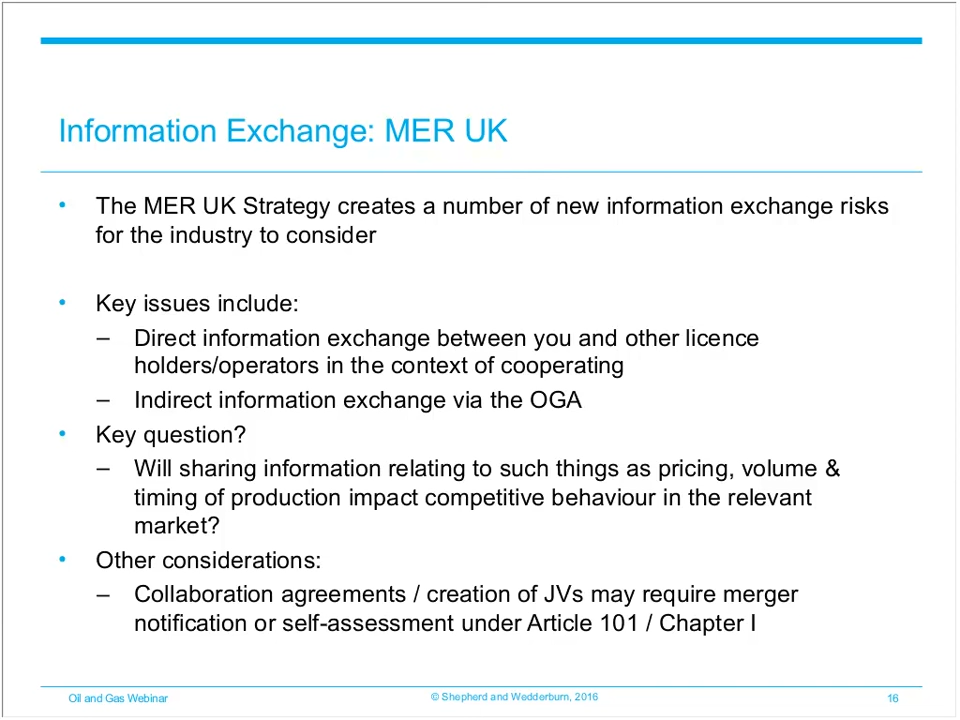 Information Exchange: MER UK
• The MER UK Strategy creates a number of new information exchange risks
for the industry to consider
• Key issues include:
– Direct information exchange between you and other licence
holders/operators in the context of cooperating
– Indirect information exchange via the OGA
• Key question?
– Will sharing information relating to such things as pricing, volume &
timing of production impact competitive behaviour in the relevant
market?
• Other considerations:
– Collaboration agreements / creation of JVs may require merger
notification or self-assessment under Article 101 / Chapter I
Oil and Gas Webinar
© Shepherd and Wedderburn, 2016
16